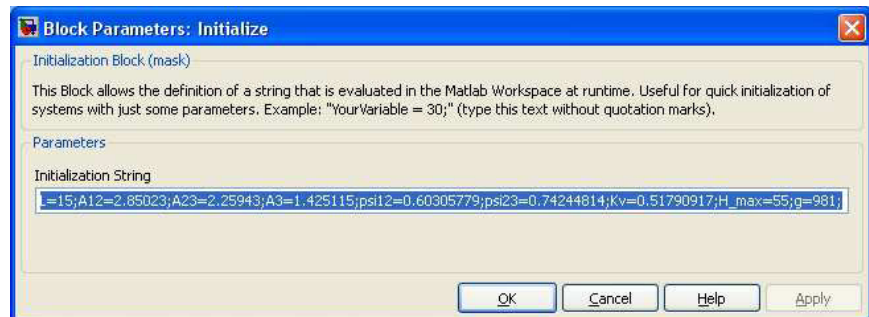 Block Parameters: Initialize
Initialization Block (mask)
This Block allows the definition of a string that is evaluated in the Matlab Workspace at runtime. Useful for quick initialization of
systems with just some parameters. Example: "YourVariable = 30;" (type this text without quotation marks).
Parameters
Initialization String
L=15;A12=2.85023;A23=2.25943;A3=1.425115;psi12=0.60305779;psi23=0.74244814;Kv=0.51790917;H_max=55;g=981;
OK Cancel Help Apply